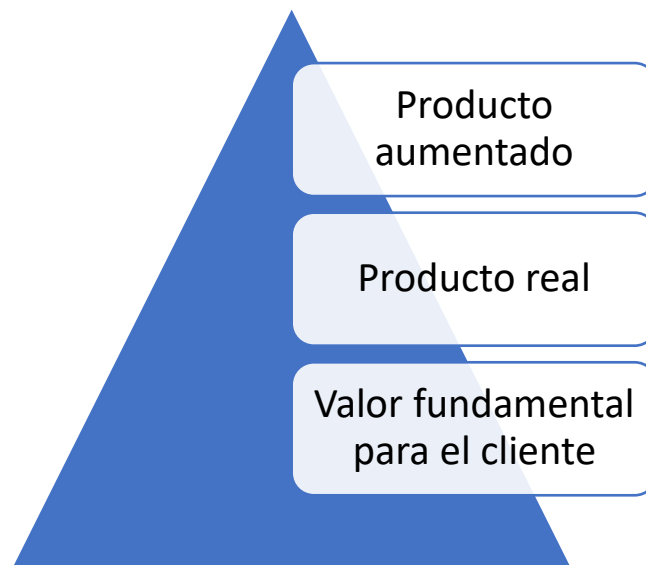 Producto
aumentado
Producto real
Valor fundamental
para el cliente